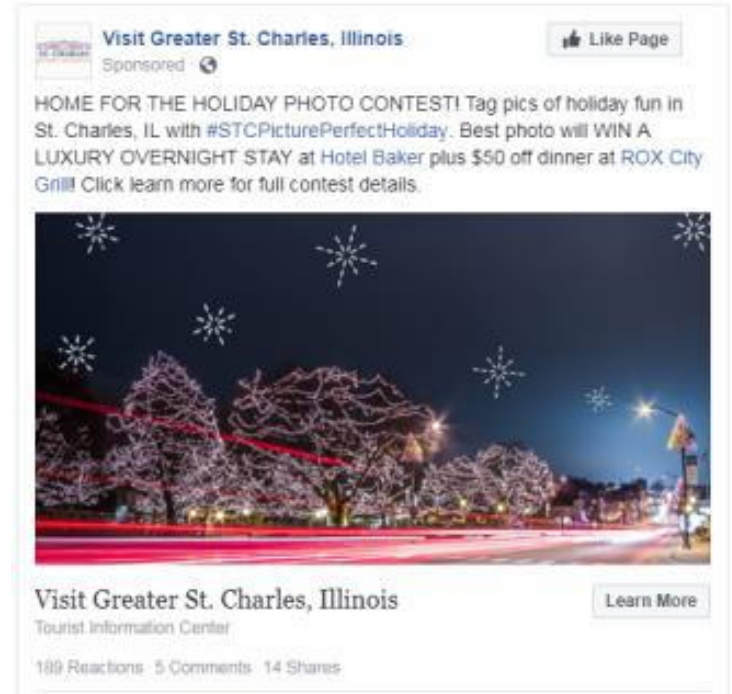 Visit Greater St. Charles, Illinois
Like Page
Sponsored
HOME FOR THE HOLIDAY PHOTO CONTEST! Tag pics of holiday fun in
St. Charles, IL with #STCPicturePerfectHoliday. Best photo will WIN A
LUXURY OVERNIGHT STAY at Hotel Baker plus $50 off dinner at ROX City
Grill! Click learn more for full contest details.
Visit Greater St. Charles, Illinois
Learn More
Tourist Information Center
189 Reactions 5 Comments 14 Shares